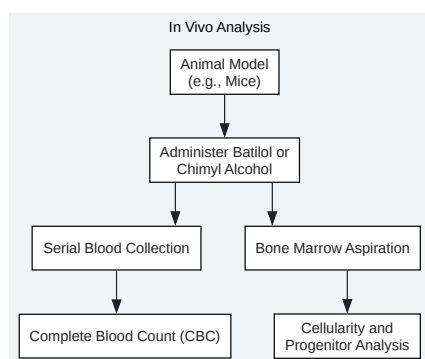 In Vivo Analysis
Animal Model
(e.g., Mice)
Administer Batilol or
Chimyl Alcohol
Serial Blood Collection
Bone Marrow Aspiration
Complete Blood Count (CBC)
Cellularity and
Progenitor Analysis